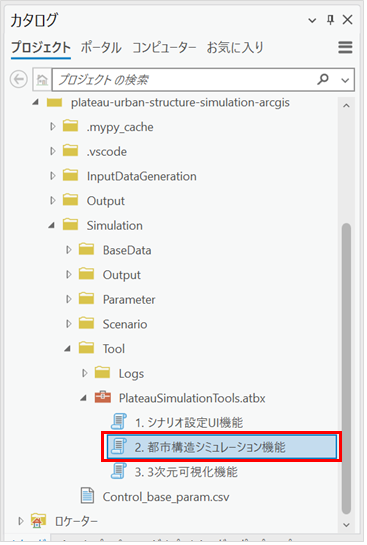 カタログ
プロジェクト ポータル コンピューター お気に入り
プロジェクト の検索
plateau-urban-structure-simulation-arcgis
.mypy_cache
.vscode
InputDataGeneration
Output
Simulation
BaseData
Output
Parameter
Scenario
Tool
Logs
PlateauSimulationTools.atbx
1. シナリオ設定UI機能
2. 都市構造シミュレーション機能
3. 3次元可視化機能
Control_base_param.csv
ロケーター